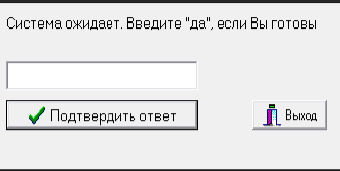 Система ожидает. Введите "да", если Вы готовы
Подтвердить ответ
Выход